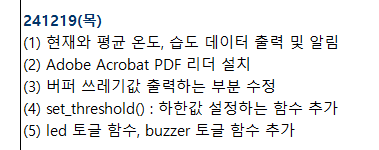 241219(목)
(1) 현재와 평균 온도, 습도 데이터 출력 및 알림
(2) Adobe Acrobat PDF 리더 설치
(3) 버퍼 쓰레기값 출력하는 부분 수정
(4) set_threshold() : 하한값 설정하는 함수 추가
(5) led 토글 함수, buzzer 토글 함수 추가